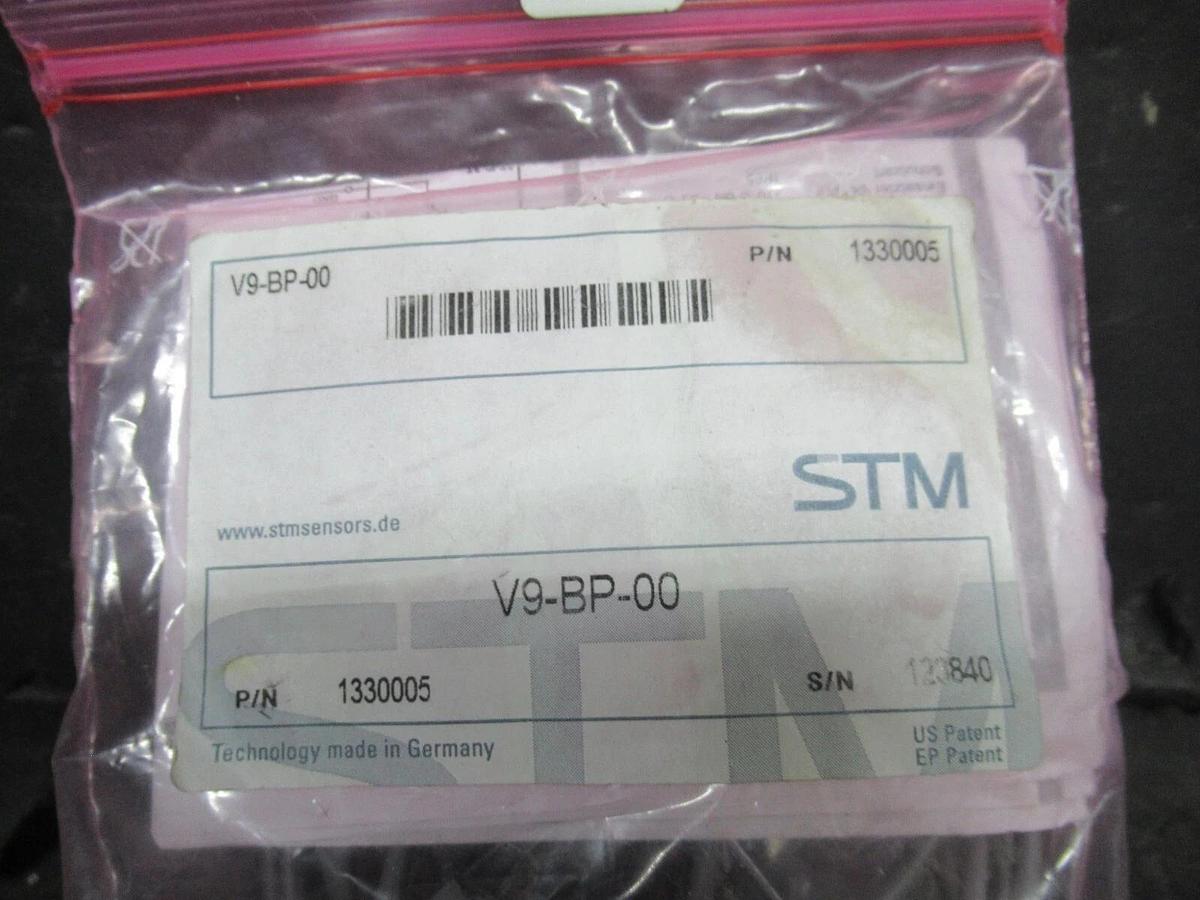 V9-BP-00
P/N 1330005
STM
www.stmsensors.de
V9-BP-00
P/N 1330005
S/N 123840
Technology made in Germany
US Patent
EP Patent